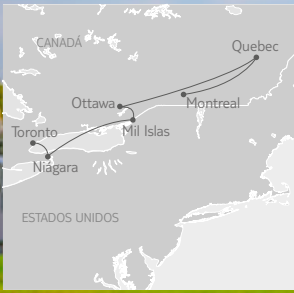 CANADÁ
Quebec
Ottawa
Montreal
Toronto
Mil Islas
Niágara
ESTADOS UNIDOS